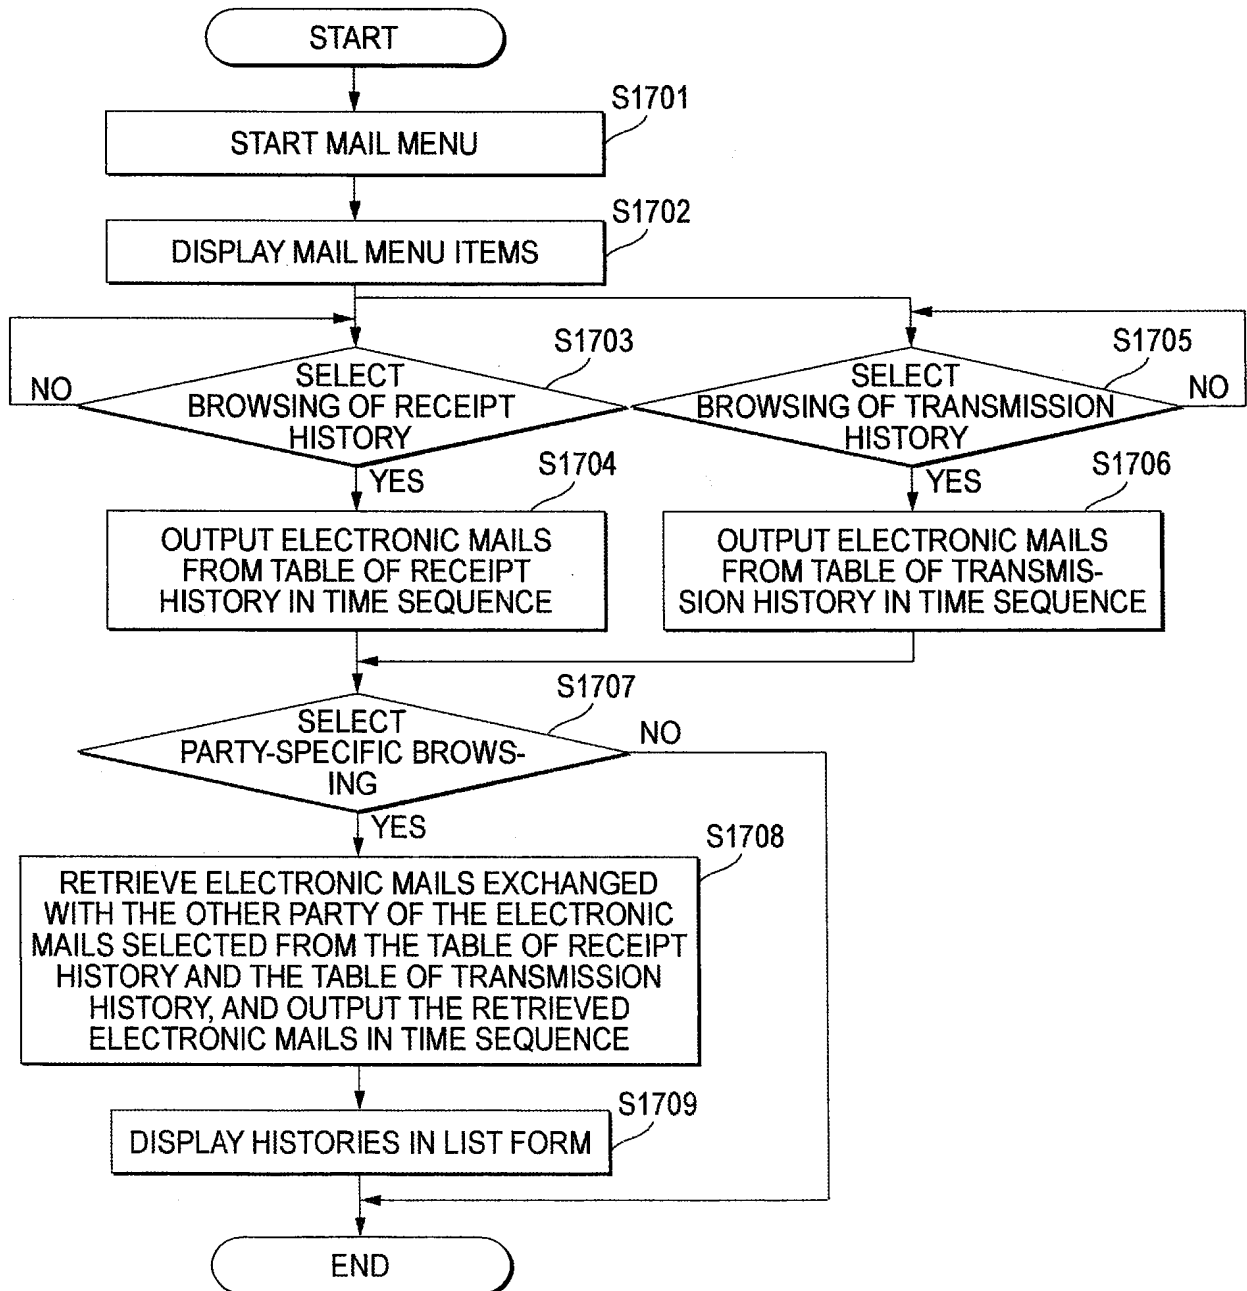 START
S1701
START MAIL MENU
S1702
DISPLAY MAIL MENU ITEMS
S1703
NO
SELECT
BROWSING OF RECEIPT
HISTORY
YES
S1705
SELECT
BROWSING OF TRANSMISSION
HISTORY
NO
YES
S1704
OUTPUT ELECTRONIC MAILS
FROM TABLE OF RECEIPT
HISTORY IN TIME SEQUENCE
S1706
OUTPUT ELECTRONIC MAILS
FROM TABLE OF TRANSMIS-
SION HISTORY IN TIME SEQUENCE
S1707
SELECT
PARTY-SPECIFIC BROWS-
ING
NO
YES
S1708
RETRIEVE ELECTRONIC MAILS EXCHANGED
WITH THE OTHER PARTY OF THE ELECTRONIC
MAILS SELECTED FROM THE TABLE OF RECEIPT
HISTORY AND THE TABLE OF TRANSMISSION
HISTORY, AND OUTPUT THE RETRIEVED
ELECTRONIC MAILS IN TIME SEQUENCE
S1709
DISPLAY HISTORIES IN LIST FORM
END